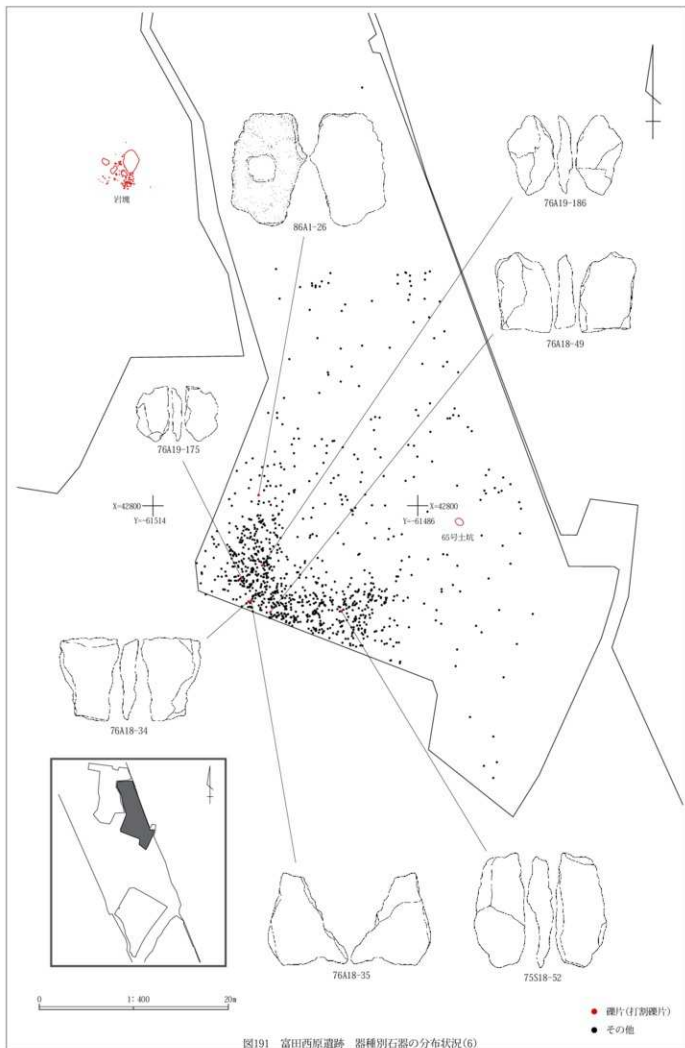 岩塊
86A1-26
76A19-186
76A18-49
76A19-175
X=42800
Y=-61514
X=42800
Y=-61486
65号土坑
76A18-34
76A18-35
75S18-52
0
1:400
20m
礫片(打割礫片)
その他
図191 富田西原遺跡 器種別石器の分布状況(6)